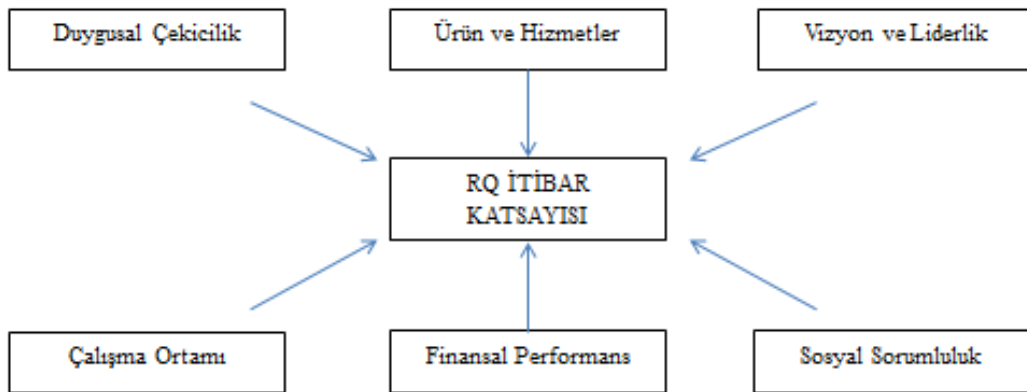 Duygusal Çekicilik
Ürün ve Hizmetler
Vizyon ve Liderlik
RQ İTİBAR
KATSAYISI
Çalışma Ortamı
Finansal Performans
Sosyal Sorumluluk